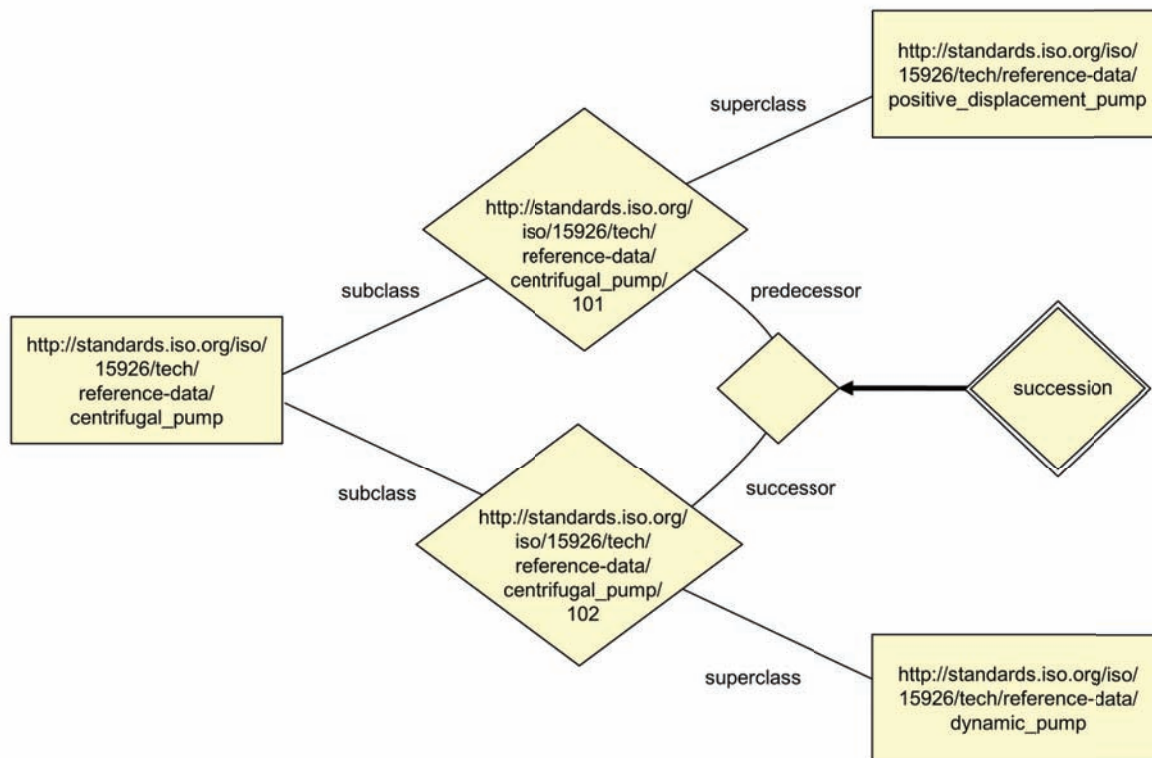 http://standards.iso.org/iso/
15926/tech/reference-data/
positive_displacement_pump
superclass
http://standards.iso.org/
iso/15926/tech/
reference-data/
centrifugal_pump/
101
subclass
predecessor
http://standards.iso.org/iso/
15926/tech/
reference-data/
centrifugal_pump
succession
subclass
successor
http://standards.iso.org/
iso/15926/tech/
reference-data/
centrifugal_pump/
102
superclass
http://standards.iso.org/iso/
15926/tech/reference-data/
dynamic_pump